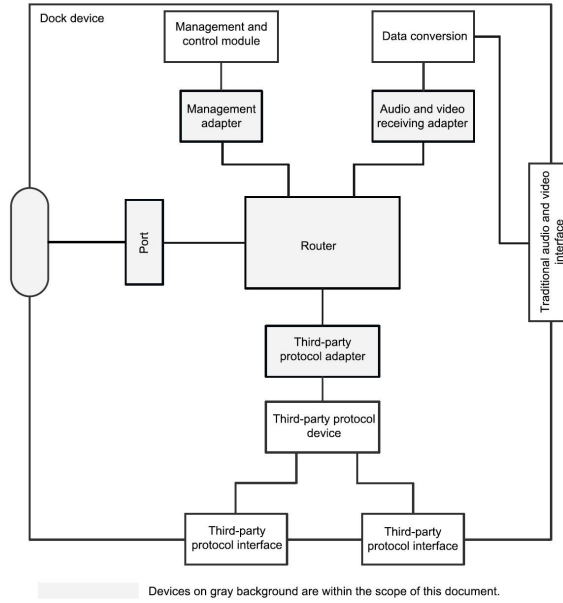 Dock device
Management and
control module
Data conversion
Management
adapter
Audio and video
receiving adapter
Port
Router
Traditional audio and video
interface
Third-party
protocol adapter
Third-party protocol
device
Third-party
protocol interface
Third-party
protocol interface
Devices on gray background are within the scope of this document.